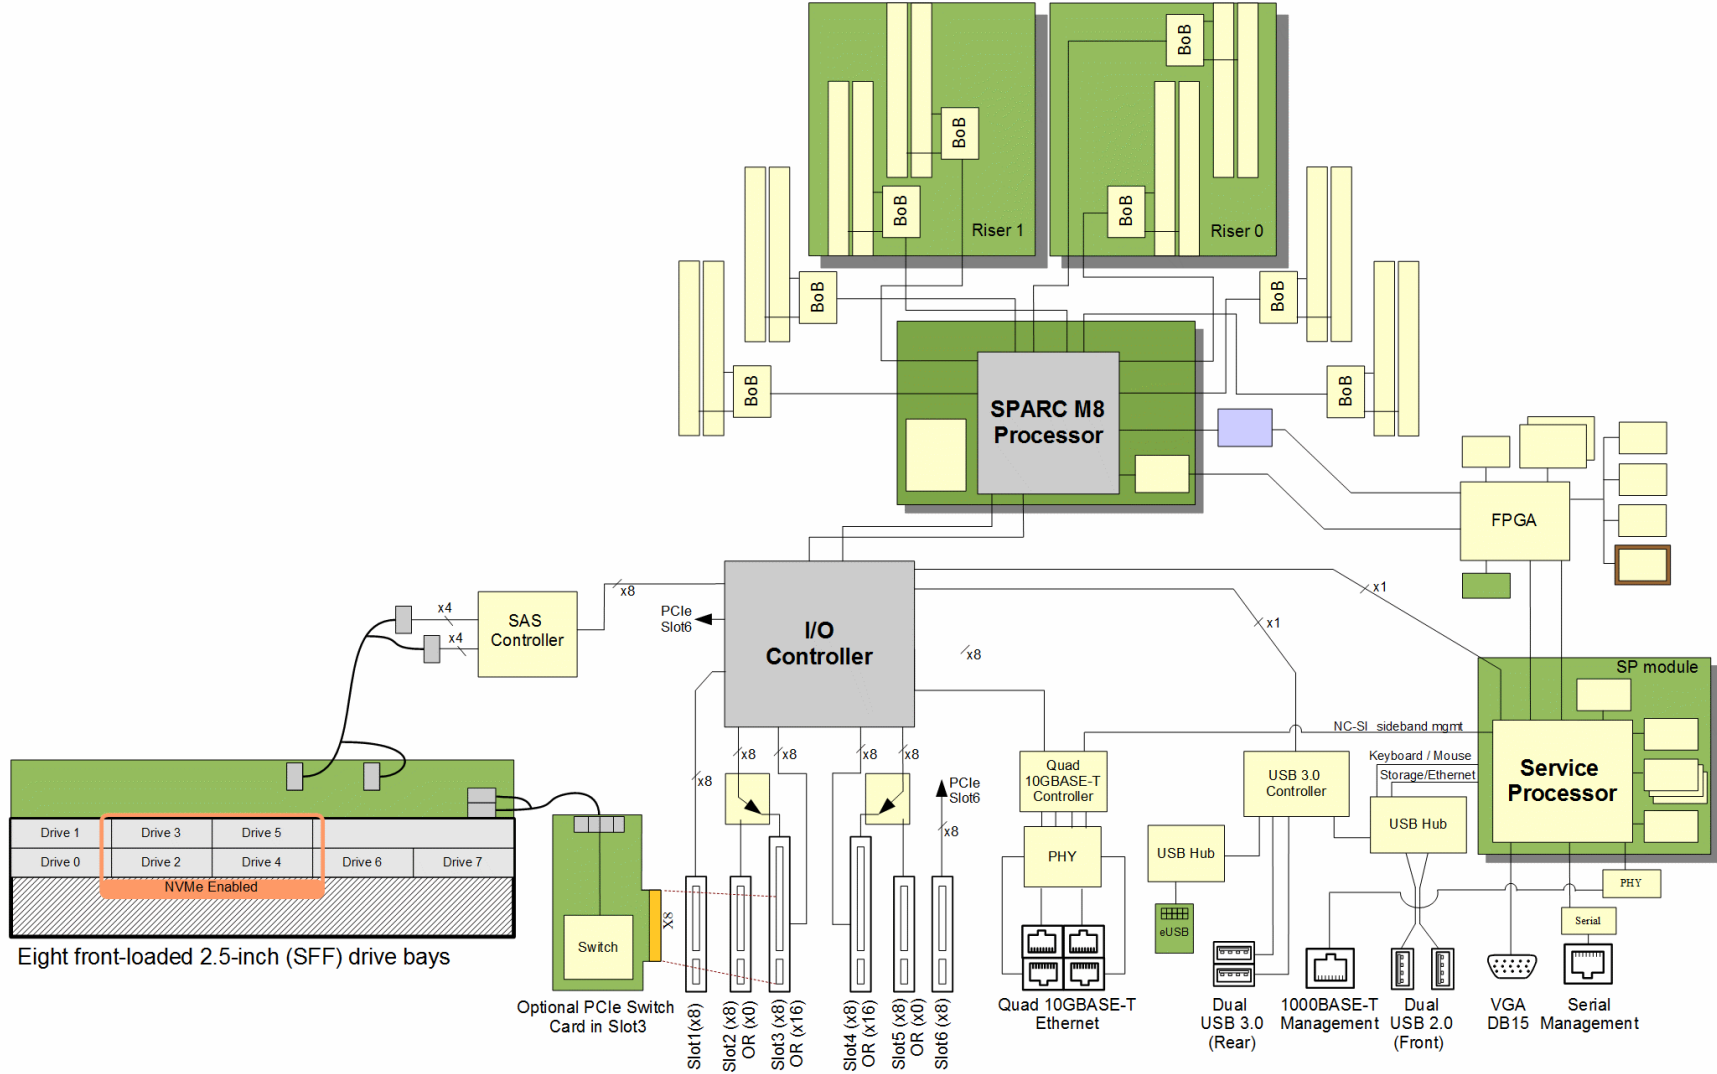 BoB
BoB
BoB
BoB
Riser 1
Riser 0
BoB
BoB
BoB
BoB
SPARC M8
Processor
FPGA
x8
x1
x4
x4
SAS
Controller
PCIe
Slot6
I/O
Controller
x1
x8
SP module
NC-SI sideband mgmt
x8
x8
x8
x8
x8
Quad
10GBASE-T
Controller
USB 3.0
Controller
Keyboard / Mouse
Storage/Ethernet
Service
Processor
PCIe
Slot6
x8
USB Hub
Drive 1
Drive 3
Drive 5
Drive 0
Drive 2
Drive 4
Drive 6
Drive 7
NVMe Enabled
PHY
USB Hub
PHY
Serial
X8
eUSB
Switch
Eight front-loaded 2.5-inch (SFF) drive bays
Optional PCIe Switch
Card in Slot3
Slot1(x8)
Slot2 (x8)
OR (x0)
Slot3 (x8)
OR (x16)
Slot4 (x8)
OR (x16)
Slot5 (x8)
OR (x0)
Slot6 (x8)
Quad 10GBASE-T
Ethernet
Dual
USB 3.0
(Rear)
1000BASE-T
Management
Dual
USB 2.0
(Front)
VGA
DB15
Serial
Management